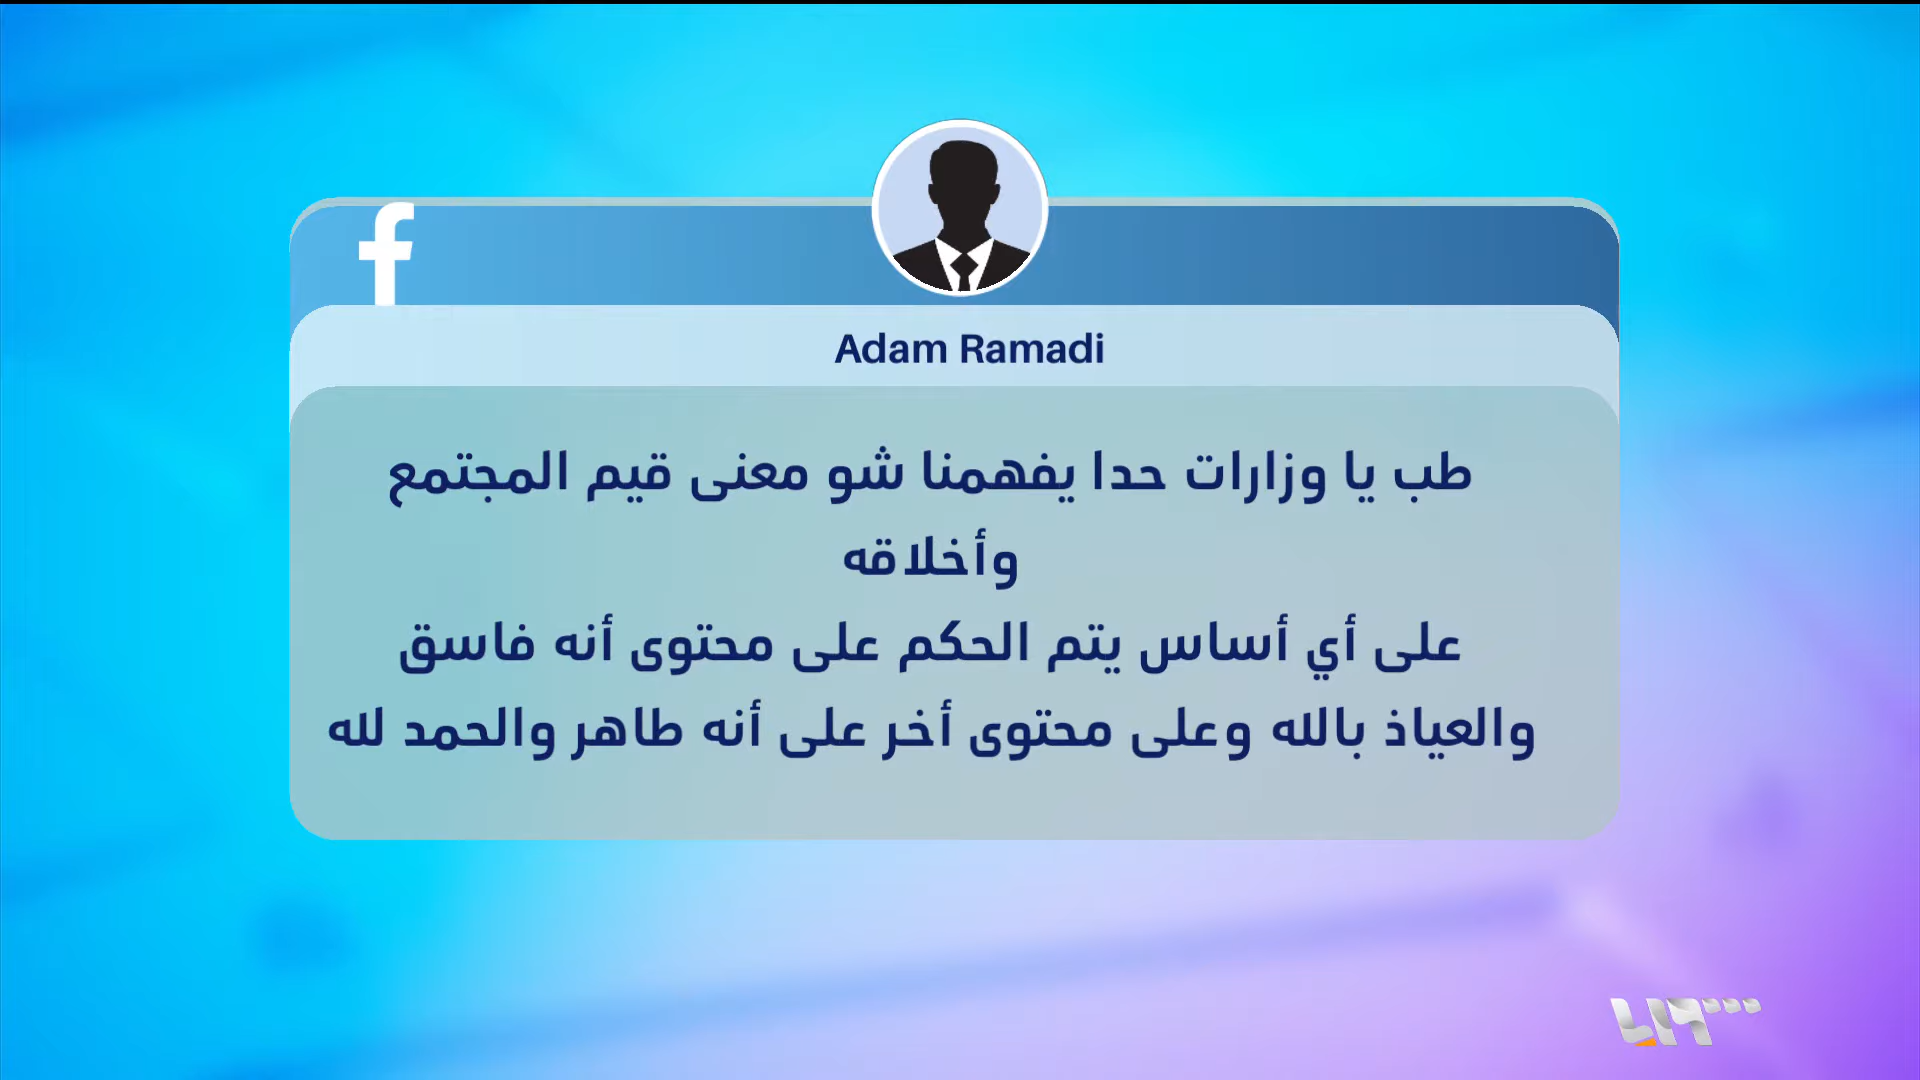 Adam Ramadi
طب يا وزارات حدا يفهمنا شو معنى قيم المجتمع
وأخلاقه
على أي أساس يتم الحكم على محتوى أنه فاسق
والعياذ بالله وعلى محتوى أخر على أنه طاهر والحمد لله